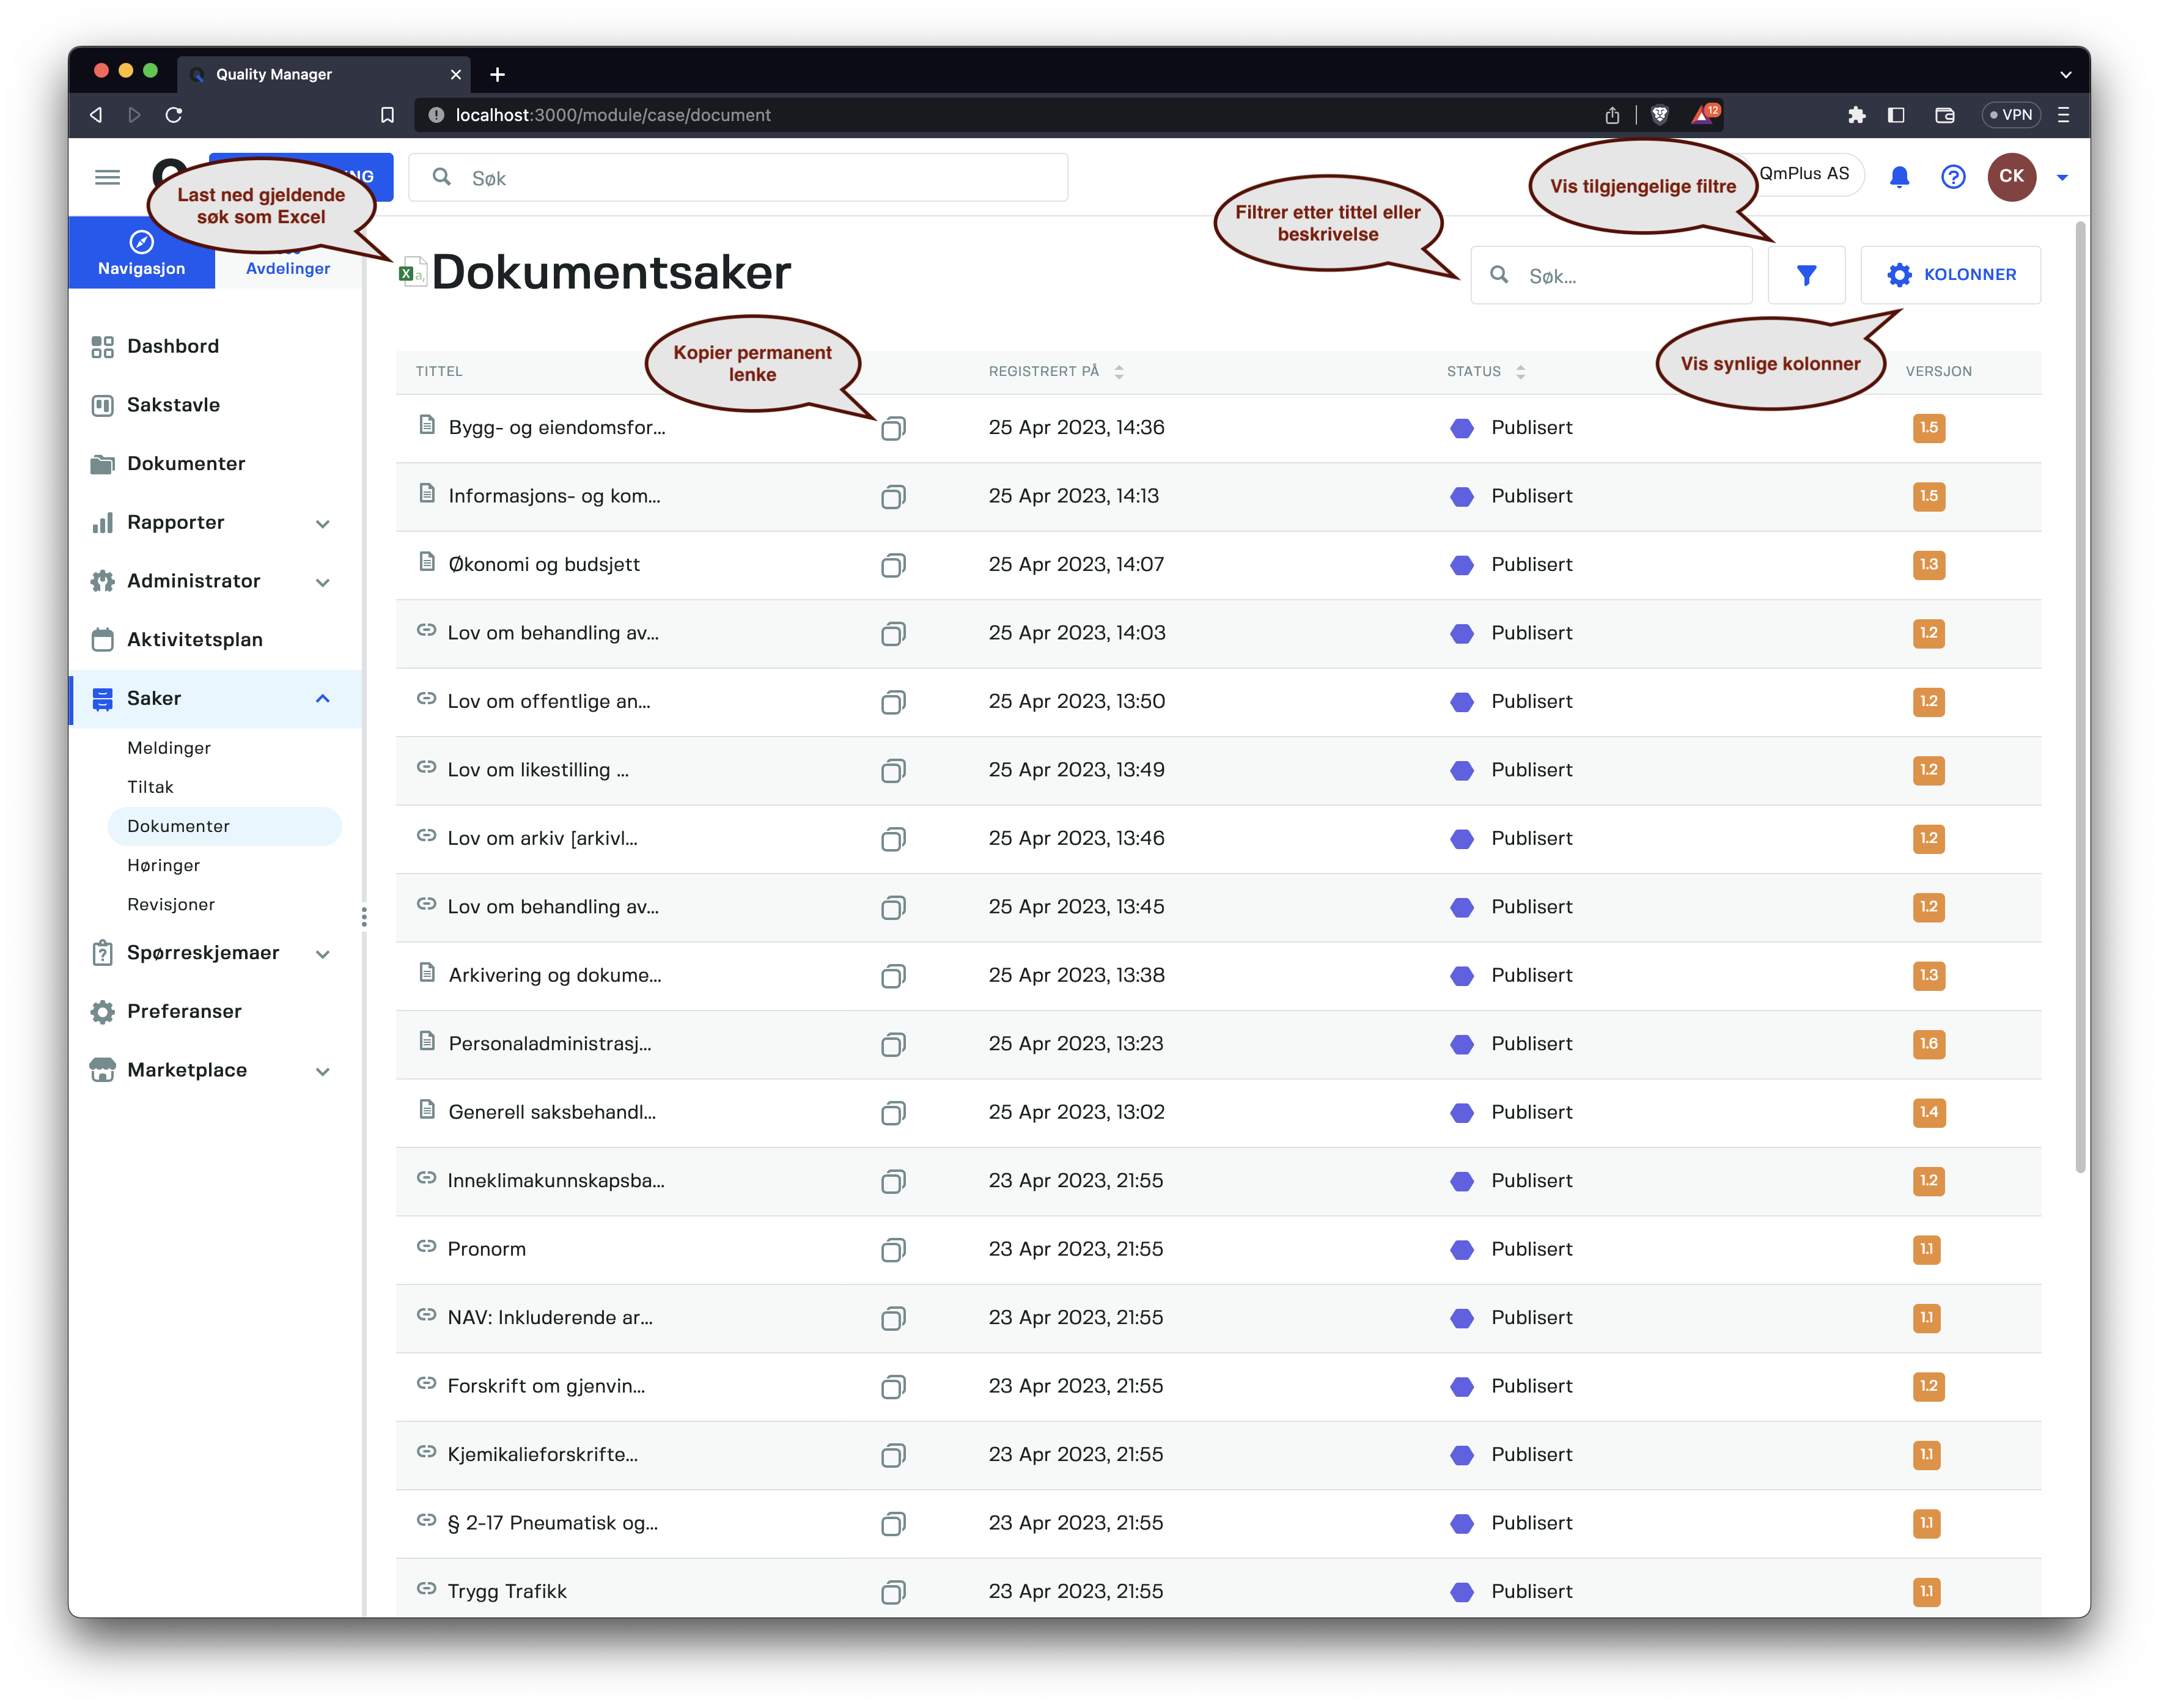 Quality Manager
localhost:3000/module/case/document
12
VPN
Last ned gjeldende
søk som Excel
NG
Søk
Filtrer etter tittel eller
beskrivelse
Vis tilgjengelige filtre
QmPlus AS
CK
Navigasjon
Avdelinger
Dokumentsaker
Søk...
KOLONNER
Kopier permanent
lenke
Vis synlige kolonner
Dashbord
Sakstavle
Dokumenter
Rapporter
Administrator
Aktivitetsplan
Saker
Meldinger
Tiltak
Dokumenter
Høringer
Revisjoner
Spørreskjemaer
Preferanser
Marketplace
TITTEL REGISTRERT PÅ STATUS VERSJON
Bygg- og eiendomsfor... 25 Apr 2023, 14:36 Publisert 1.5
Informasjons- og kom... 25 Apr 2023, 14:13 Publisert 1.5
Økonomi og budsjett 25 Apr 2023, 14:07 Publisert 1.3
Lov om behandling av... 25 Apr 2023, 14:03 Publisert 1.2
Lov om offentlige an... 25 Apr 2023, 13:50 Publisert 1.2
Lov om likestilling ... 25 Apr 2023, 13:49 Publisert 1.2
Lov om arkiv [arkivl... 25 Apr 2023, 13:46 Publisert 1.2
Lov om behandling av... 25 Apr 2023, 13:45 Publisert 1.2
Arkivering og dokume... 25 Apr 2023, 13:38 Publisert 1.3
Personaladministrasj... 25 Apr 2023, 13:23 Publisert 1.6
Generell saksbehandl... 25 Apr 2023, 13:02 Publisert 1.4
Inneklimakunnskapsba... 23 Apr 2023, 21:55 Publisert 1.2
Pronorm 23 Apr 2023, 21:55 Publisert 1.1
NAV: Inkluderende ar... 23 Apr 2023, 21:55 Publisert 1.1
Forskrift om gjenvin... 23 Apr 2023, 21:55 Publisert 1.2
Kjemikalieforskrifte... 23 Apr 2023, 21:55 Publisert 1.1
§ 2-17 Pneumatisk og... 23 Apr 2023, 21:55 Publisert 1.1
Trygg Trafikk 23 Apr 2023, 21:55 Publisert 1.1